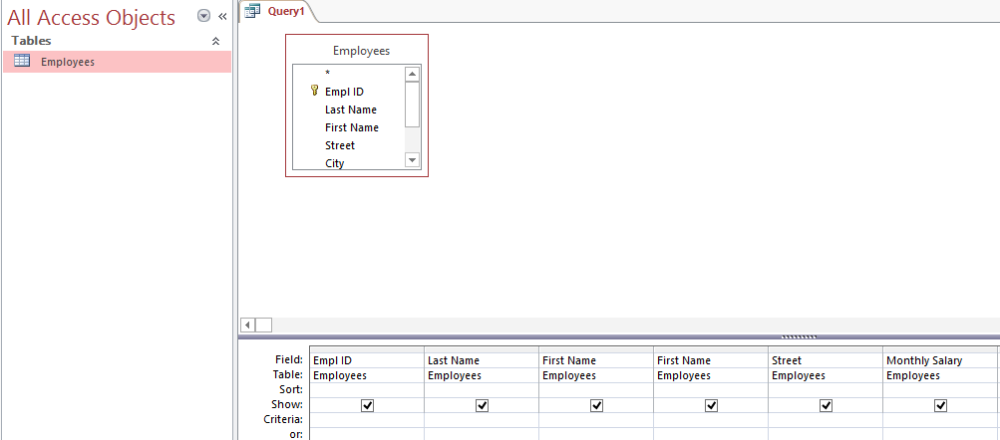 All Access Objects
«
Tables
Employees
Query1
Employees
*
Empl ID
Last Name
First Name
Street
City
Field: Empl ID Last Name First Name First Name Street Monthly Salary
Table: Employees Employees Employees Employees Employees Employees
Sort:
Show:
Criteria:
or: